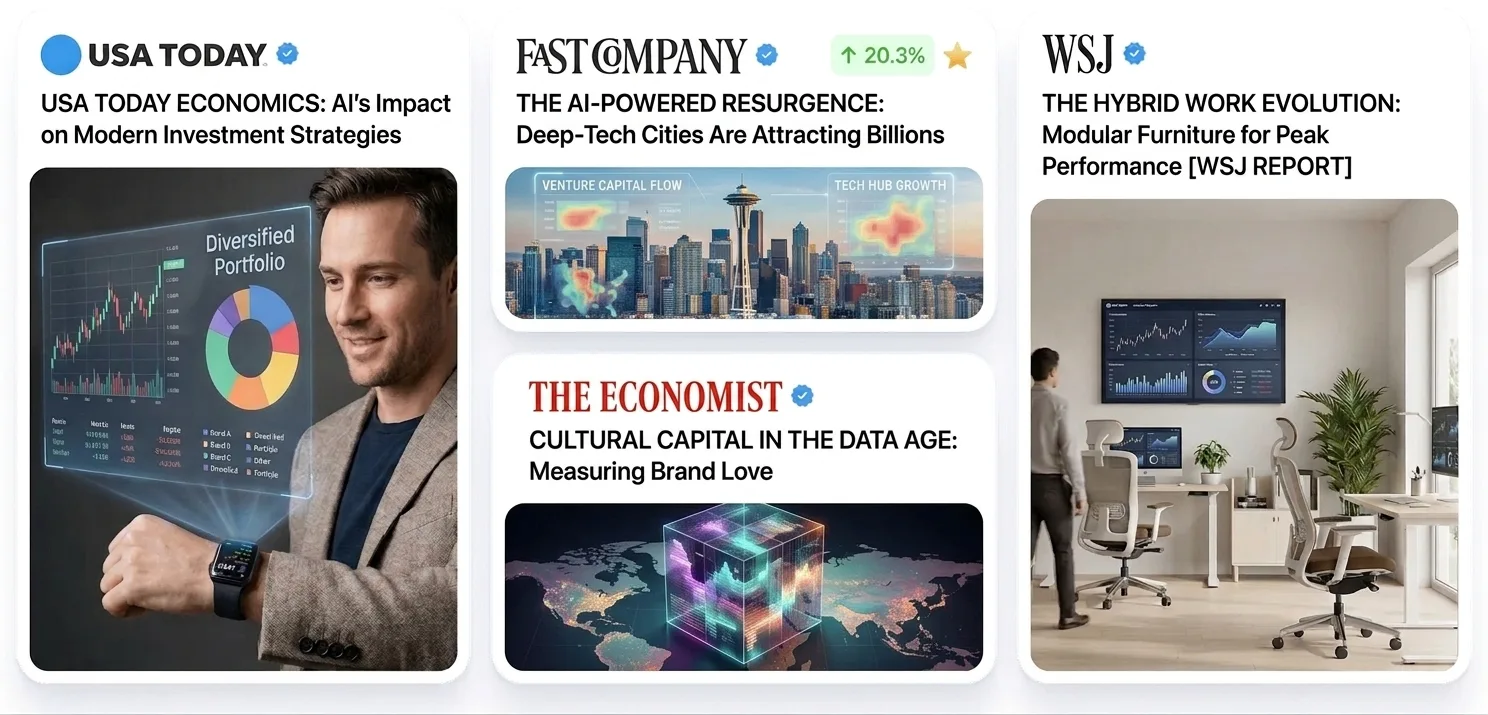 USA TODAY
USA TODAY ECONOMICS: AI's Impact
on Modern Investment Strategies
Diversified
Portfolio
FAST COMPANY
↑ 20.3%
THE AI-POWERED RESURGENCE:
Deep-Tech Cities Are Attracting Billions
VENTURE CAPITAL FLOW
TECH HUB GROWTH
THE ECONOMIST
CULTURAL CAPITAL IN THE DATA AGE:
Measuring Brand Love
WSJ
THE HYBRID WORK EVOLUTION:
Modular Furniture for Peak
Performance [WSJ REPORT]